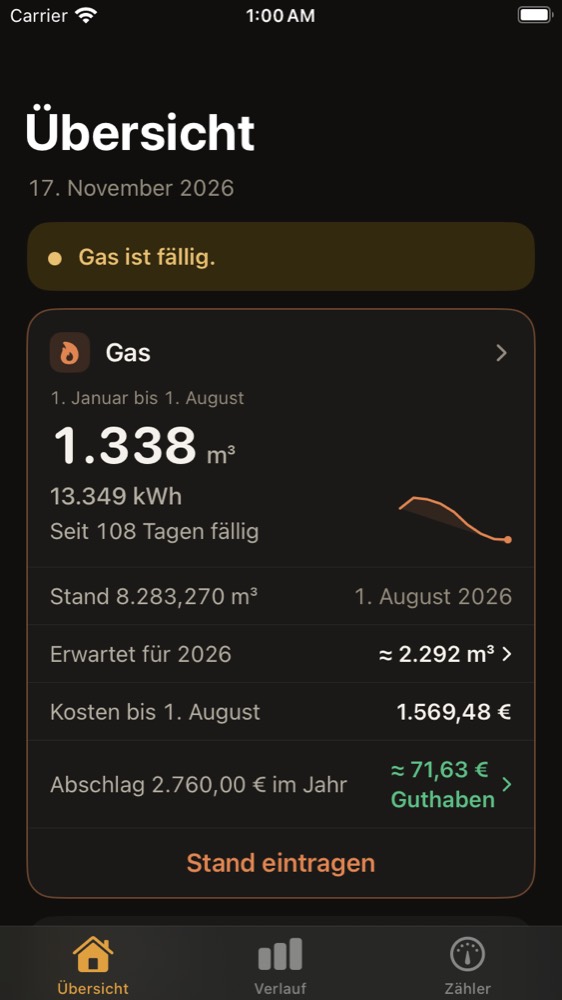 Carrier 1:00 AM
Übersicht
17. November 2026
Gas ist fällig.
Gas
1. Januar bis 1. August
1.338 m³
13.349 kWh
Seit 108 Tagen fällig
Stand 8.283,270 m³ 1. August 2026
Erwartet für 2026 ≈ 2.292 m³
Kosten bis 1. August 1.569,48 €
Abschlag 2.760,00 € im Jahr ≈ 71,63 €
Guthaben
Stand eintragen
Übersicht Verlauf Zähler